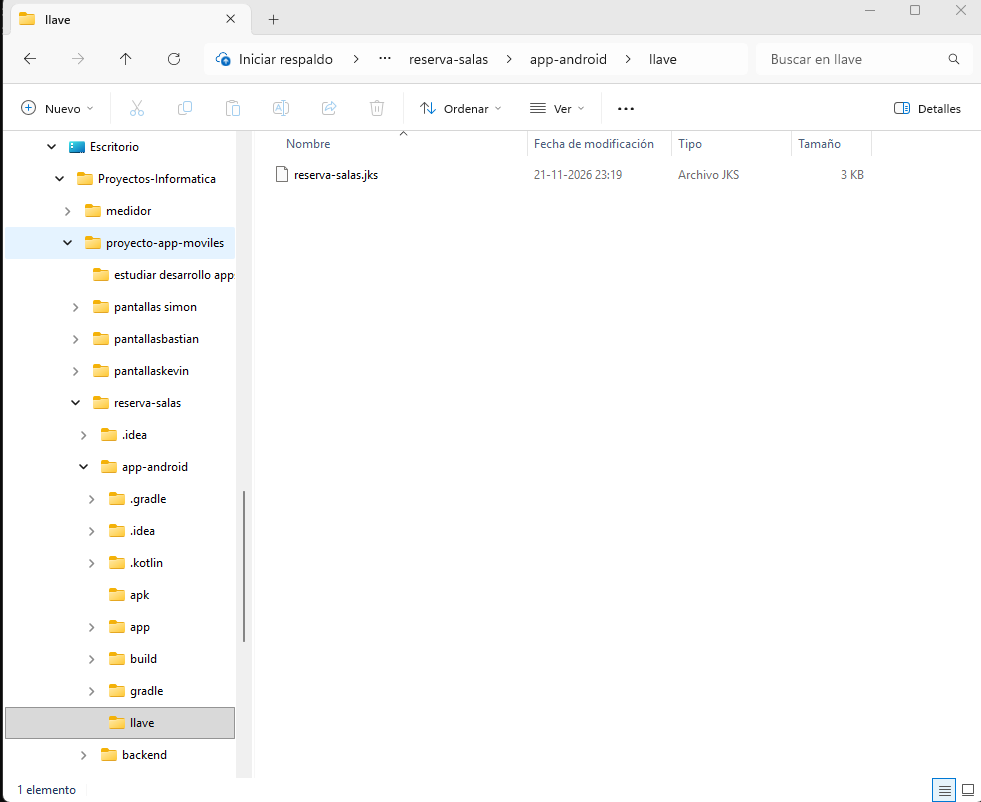 llave
Iniciar respaldo > ... reserva-salas > app-android > llave
Buscar en llave
Nuevo
Ordenar
Ver
Detalles
Escritorio
Proyectos-Informatica
medidor
proyecto-app-moviles
estudiar desarrollo app
pantallas simon
pantallasbastian
pantallaskevin
reserva-salas
.idea
app-android
.gradle
.idea
.kotlin
apk
app
build
gradle
llave
backend
Nombre Fecha de modificación Tipo Tamaño
reserva-salas.jks 21-11-2026 23:19 Archivo JKS 3 KB
1 elemento